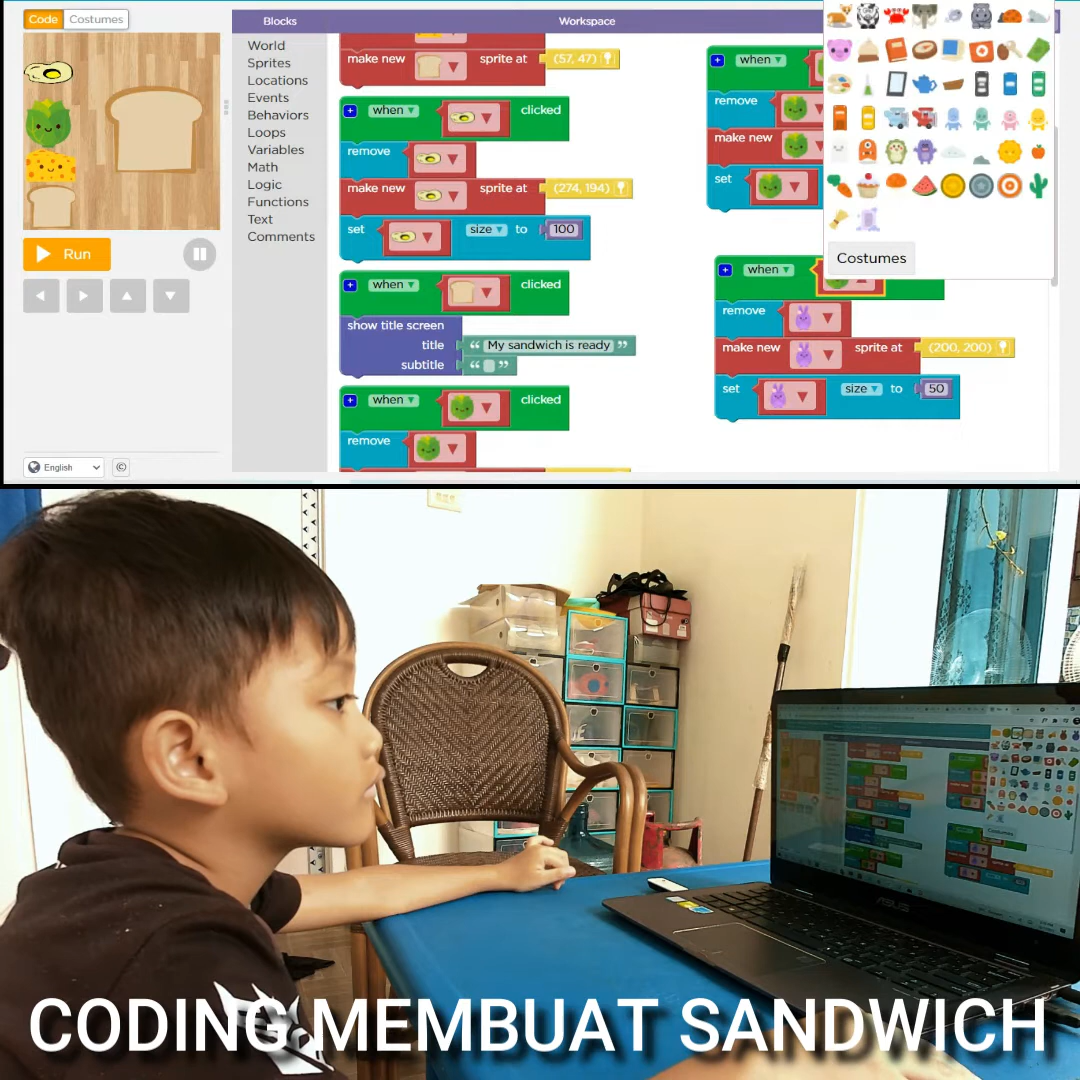 Code Costumes
Blocks
Workspace
World
Sprites
Locations
Events
Behaviors
Loops
Variables
Math
Logic
Functions
Text
Comments
Run
English
©
make new sprite at (57, 47)
when clicked
remove
make new sprite at (274, 194)
set size to 100
when clicked
show title screen
title “ My sandwich is ready ”
subtitle “ ”
when clicked
remove
when
remove
make new
set
Costumes
when
remove
make new sprite at (200, 200)
set size to 50
ASUS
CODING MEMBUAT SANDWICH